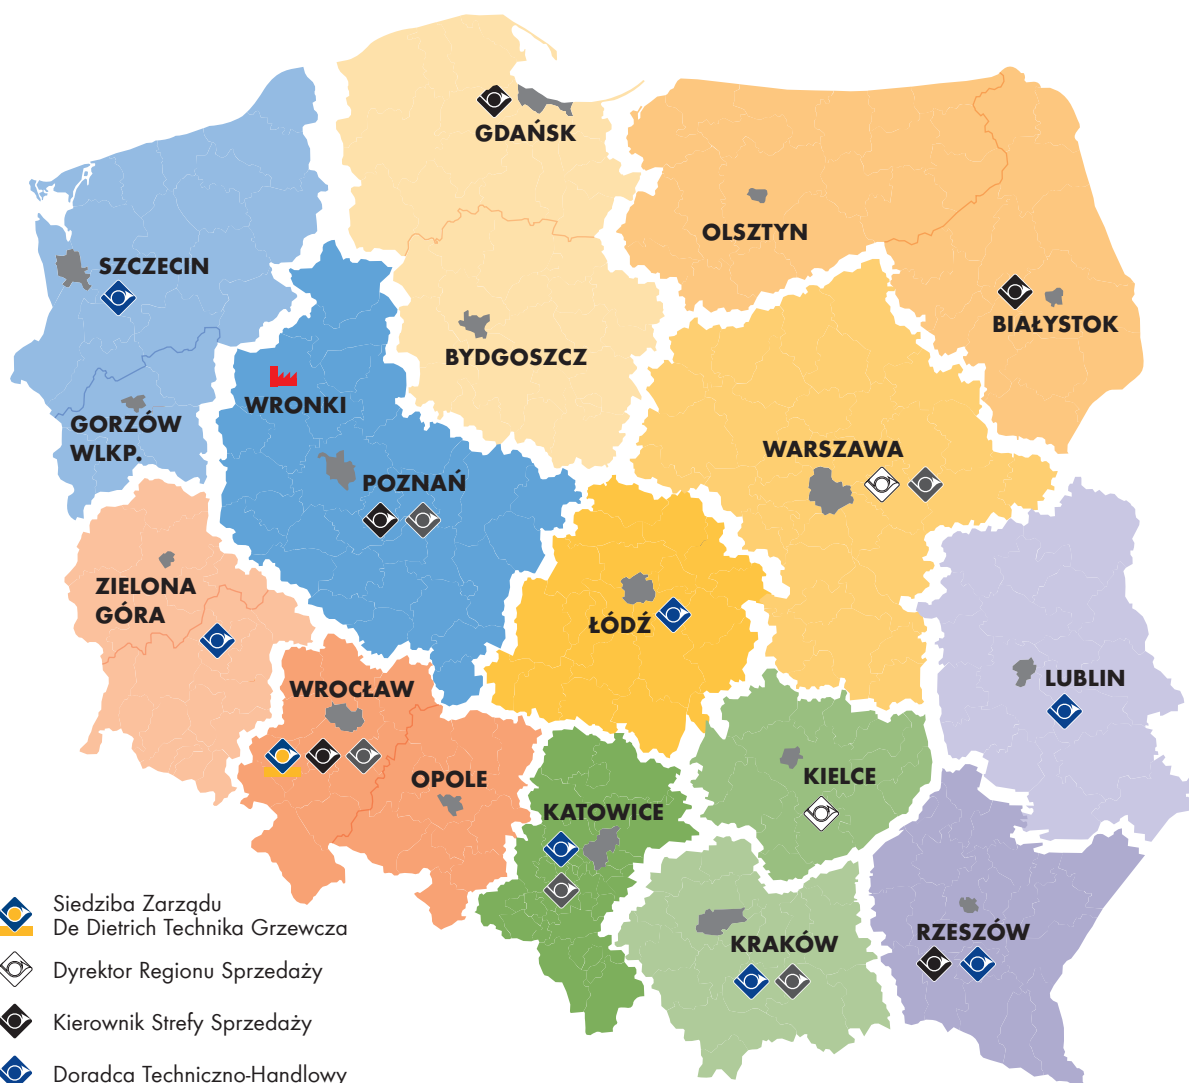 GDAŃSK
OLSZTYN
SZCZECIN
BIAŁYSTOK
BYDGOSZCZ
WRONKI
GORZÓW
WLKP.
WARSZAWA
POZNAŃ
ZIELONA
GÓRA
ŁÓDŹ
LUBLIN
WROCŁAW
OPOLE
KIELCE
KATOWICE
RZESZÓW
KRAKÓW
Siedziba Zarządu
De Dietrich Technika Grzewcza
Dyrektor Regionu Sprzedaży
Kierownik Strefy Sprzedaży
Doradca Techniczno-Handlowy